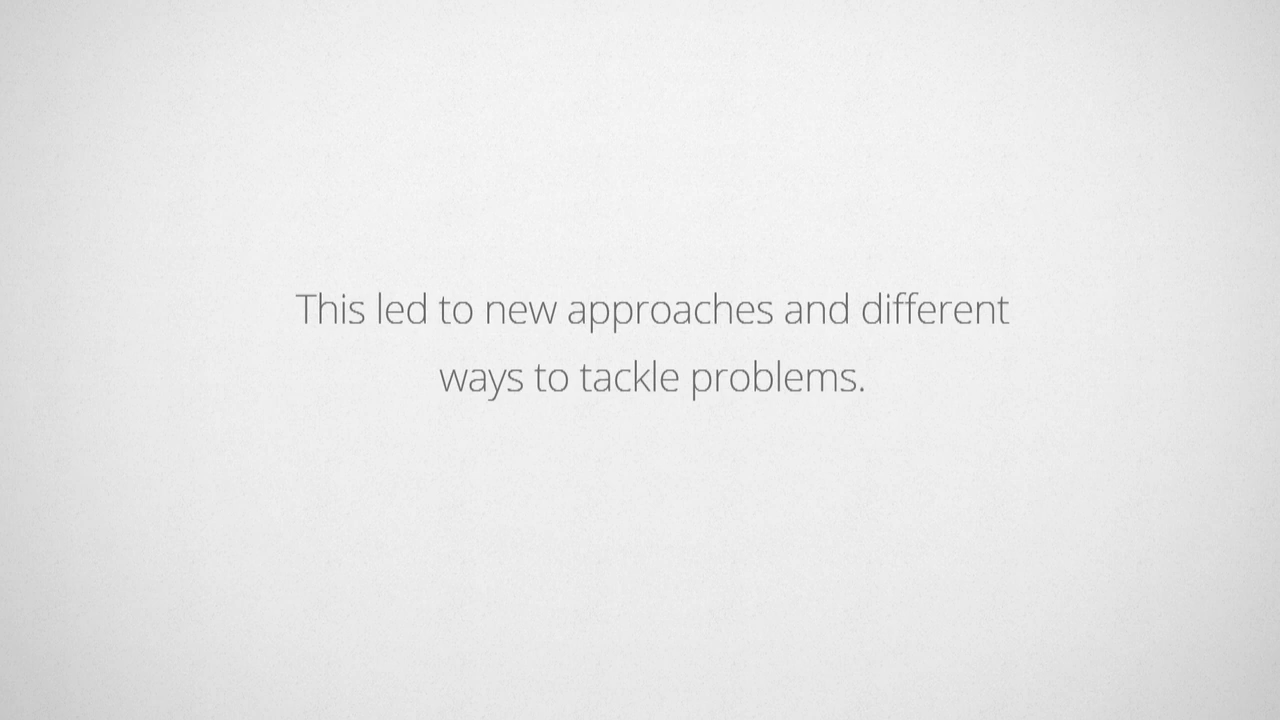 This led to new approaches and different
ways to tackle problems.